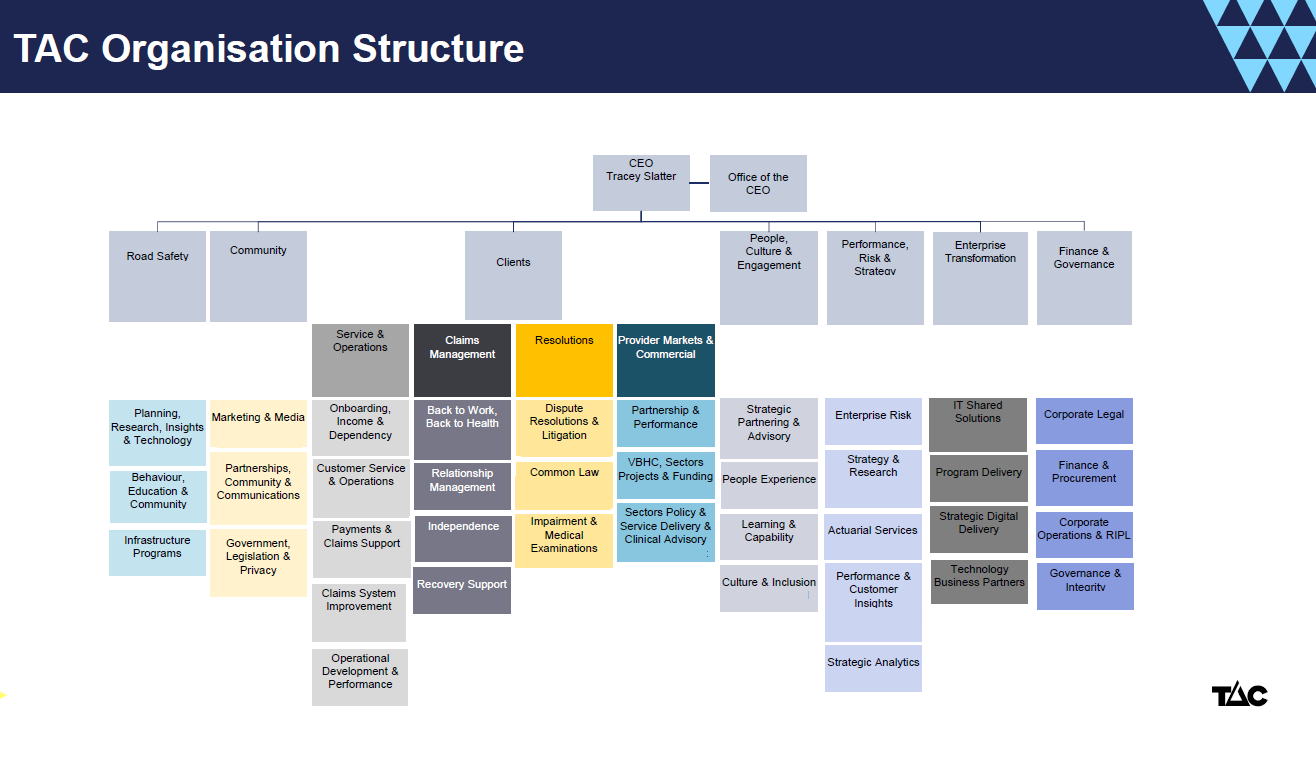 TAC Organisation Structure
CEO
Tracey Slatter
Office of the
CEO
Road Safety
Community
Clients
People,
Culture &
Engagement
Performance,
Risk &
Strategy
Enterprise
Transformation
Finance &
Governance
Service &
Operations
Claims
Management
Resolutions
Provider Markets &
Commercial
Planning,
Research, Insights
& Technology
Behaviour,
Education &
Community
Infrastructure
Programs
Marketing & Media
Partnerships,
Community &
Communications
Government,
Legislation &
Privacy
Onboarding,
Income &
Dependency
Customer Service
& Operations
Payments &
Claims Support
Claims System
Improvement
Operational
Development &
Performance
Back to Work,
Back to Health
Relationship
Management
Independence
Recovery Support
Dispute
Resolutions &
Litigation
Common Law
Impairment &
Medical
Examinations
Partnership &
Performance
VBHC, Sectors
Projects & Funding
Sectors Policy &
Service Delivery &
Clinical Advisory
:
Strategic
Partnering &
Advisory
People Experience
Learning &
Capability
Culture & Inclusion
Enterprise Risk
Strategy &
Research
Actuarial Services
Performance &
Customer
Insights
Strategic Analytics
IT Shared
Solutions
Program Delivery
Strategic Digital
Delivery
Technology
Business Partners
Corporate Legal
Finance &
Procurement
Corporate
Operations & RIPL
Governance &
Integrity
TAC